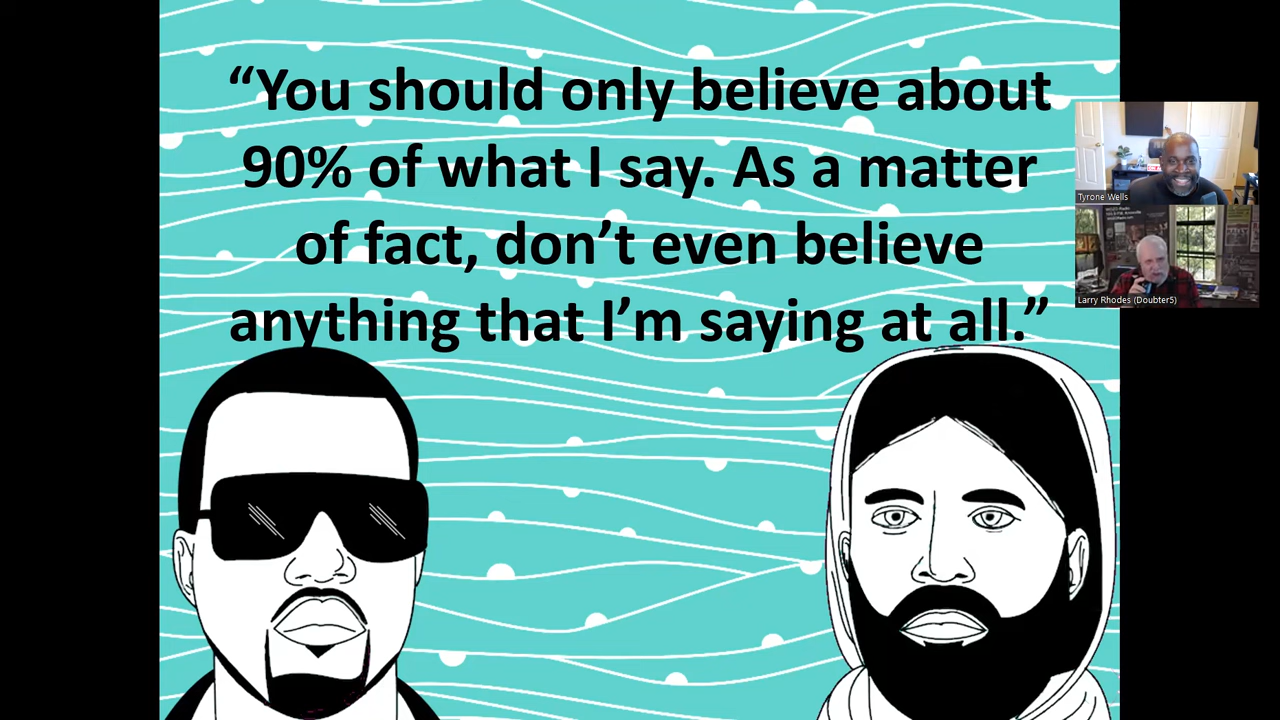 “You should only believe about
90% of what I say. As a matter
of fact, don’t even believe
anything that I’m saying at all.”
Tyrone Wells
Larry Rhodes (Doubter5)